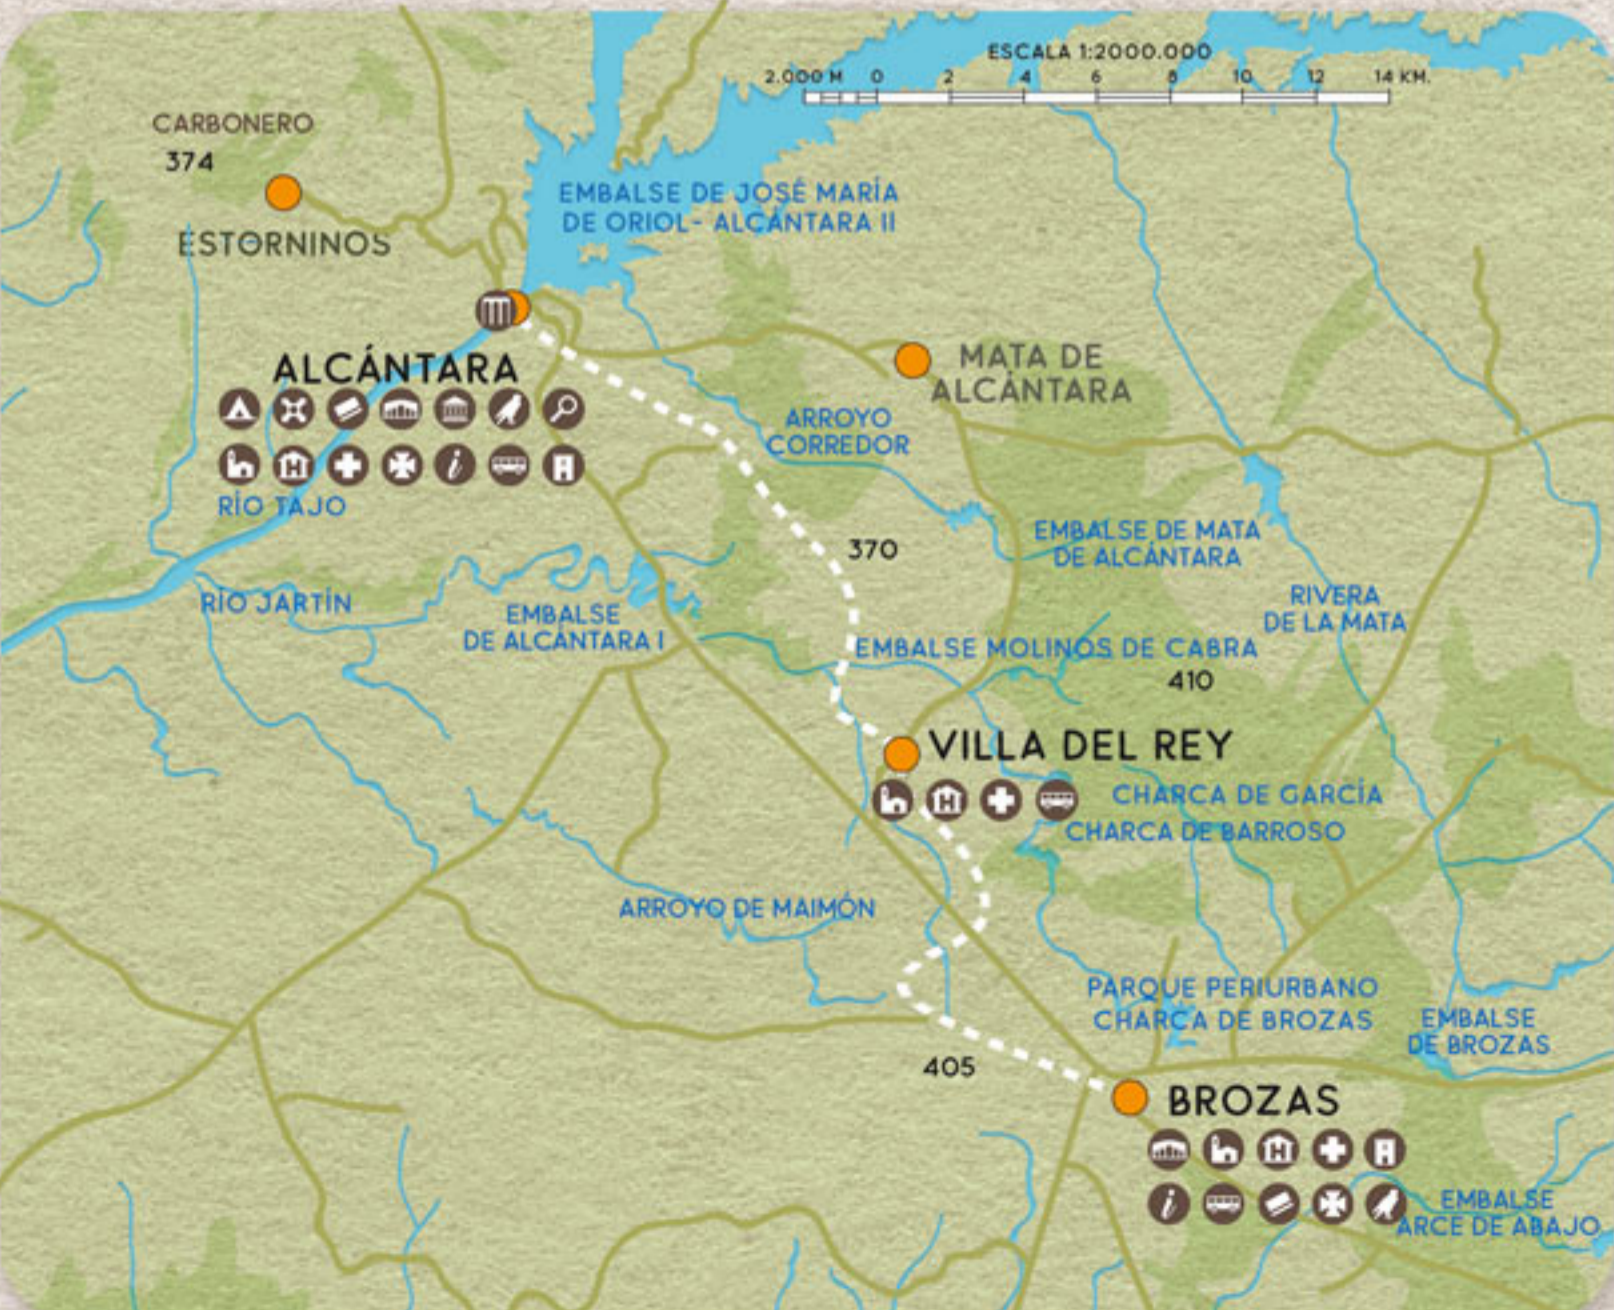 ESCALA 1:2000.000
2.000 M 0 2 4 6 8 10 12 14 KM.
CARBONERO
374
ESTORNINOS
EMBALSE DE JOSÉ MARÍA
DE ORIOL- ALCÁNTARA II
ALCÁNTARA
MATA DE
ALCÁNTARA
ARROYO
CORREDOR
RÍO TAJO
370
EMBALSE DE MATA
DE ALCÁNTARA
RÍO JARTÍN
EMBALSE
DE ALCÁNTARA I
RIVERA
DE LA MATA
EMBALSE MOLINOS DE CABRA
410
VILLA DEL REY
CHARCA DE GARCÍA
CHARCA DE BARROSO
ARROYO DE MAIMÓN
PARQUE PERIURBANO
CHARCA DE BROZAS
EMBALSE
DE BROZAS
405
BROZAS
EMBALSE
ARCE DE ABAJO